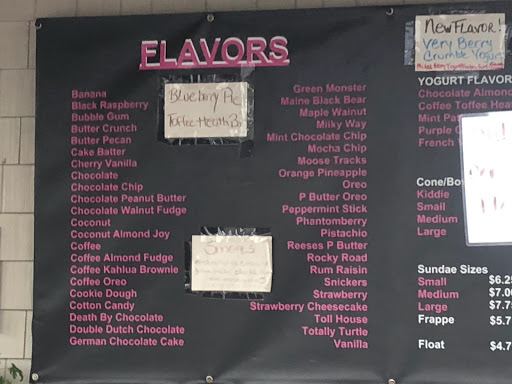 FLAVORS
Banana
Black Raspberry
Bubble Gum
Butter Crunch
Butter Pecan
Cake Batter
Cherry Vanilla
Chocolate
Chocolate Chip
Chocolate Peanut Butter
Chocolate Walnut Fudge
Coconut
Coconut Almond Joy
Coffee
Coffee Almond Fudge
Coffee Kahlua Brownie
Coffee Oreo
Cookie Dough
Cotton Candy
Death By Chocolate
Double Dutch Chocolate
German Chocolate Cake
Blueberry Pie
Toffee Heath Bar
S'mores
Green Monster
Maine Black Bear
Maple Walnut
Milky Way
Mint Chocolate Chip
Mocha Chip
Moose Tracks
Orange Pineapple
Oreo
P Butter Oreo
Peppermint Stick
Phantomberry
Pistachio
Reeses P Butter
Rocky Road
Rum Raisin
Snickers
Strawberry
Strawberry Cheesecake
Toll House
Totally Turtle
Vanilla
NEW FLAVOR!
Very Berry
Crumble Yogurt
YOGURT FLAVOR
Chocolate Almond
Coffee Toffee Hea
Mint Pat
Purple
French
Cone/Bo
Kiddie
Small
Medium
Large
Sundae Sizes
Small $6.25
Medium $7.0
Large $7.7
Frappe $5.7
Float $4.7